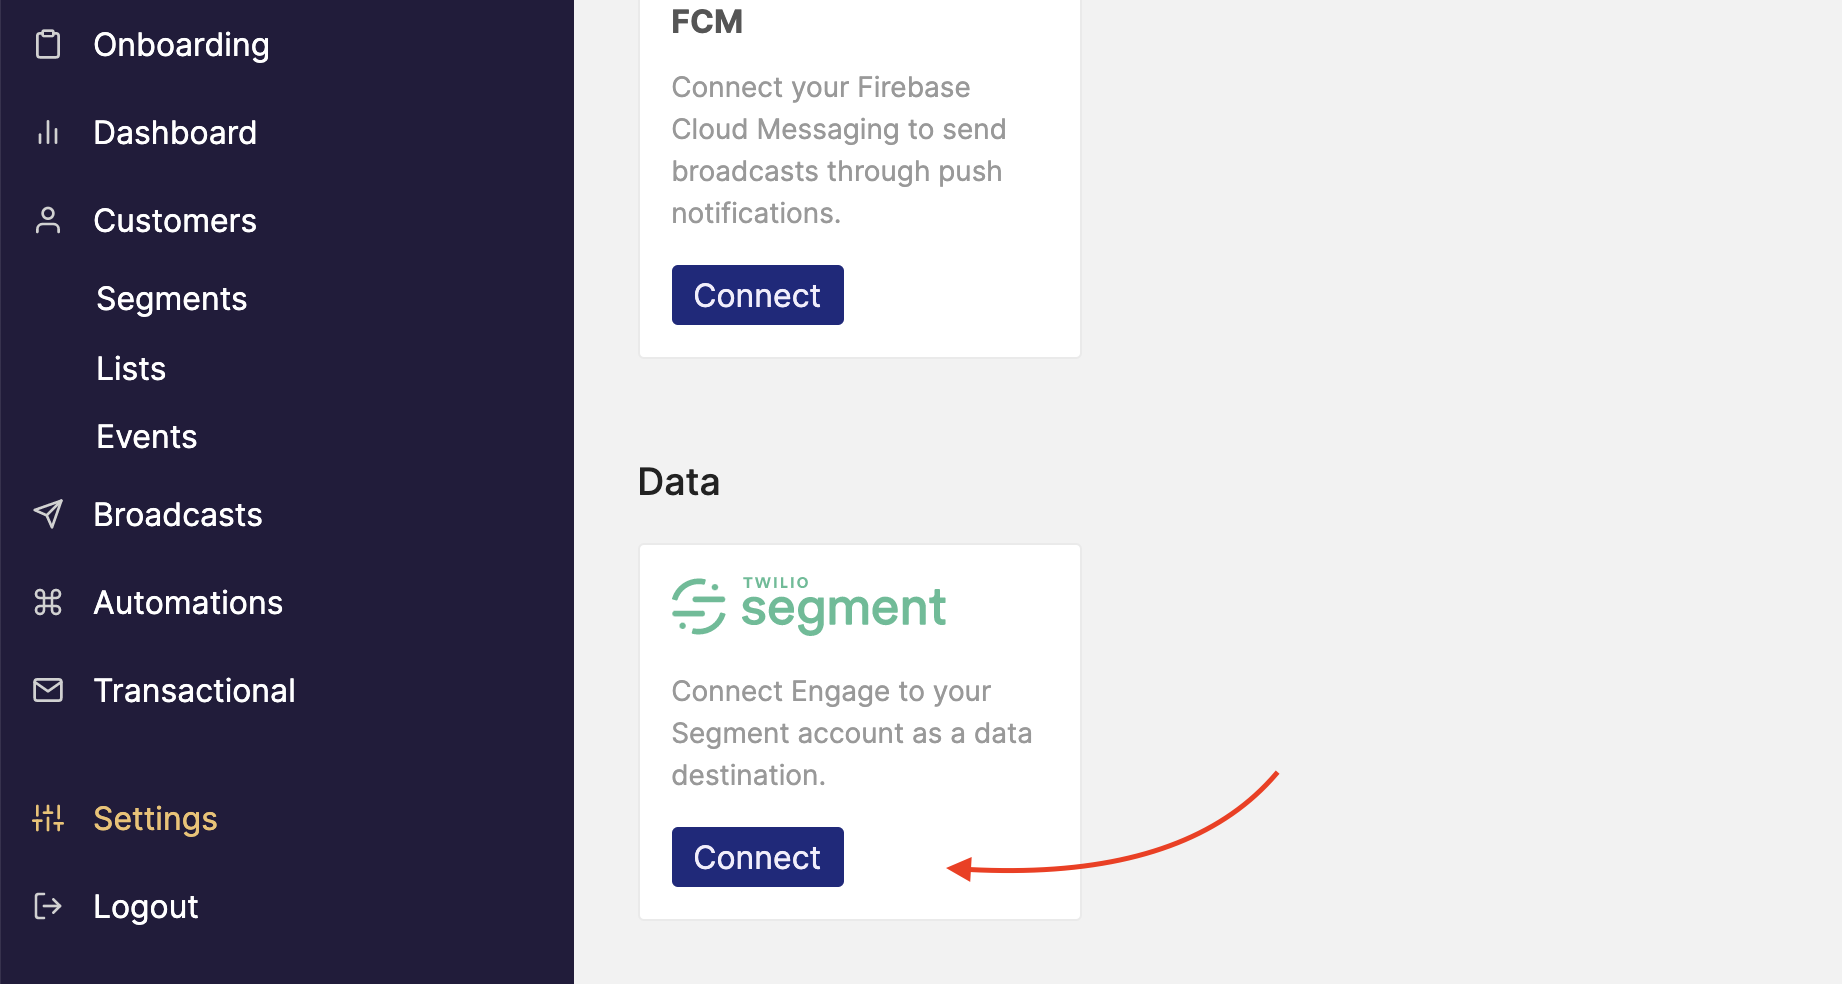 Onboarding
Dashboard
Customers
Segments
Lists
Events
Broadcasts
Automations
Transactional
Settings
Logout
FCM
Connect your Firebase
Cloud Messaging to send
broadcasts through push
notifications.
Connect
Data
TWILIO
segment
Connect Engage to your
Segment account as a data
destination.
Connect